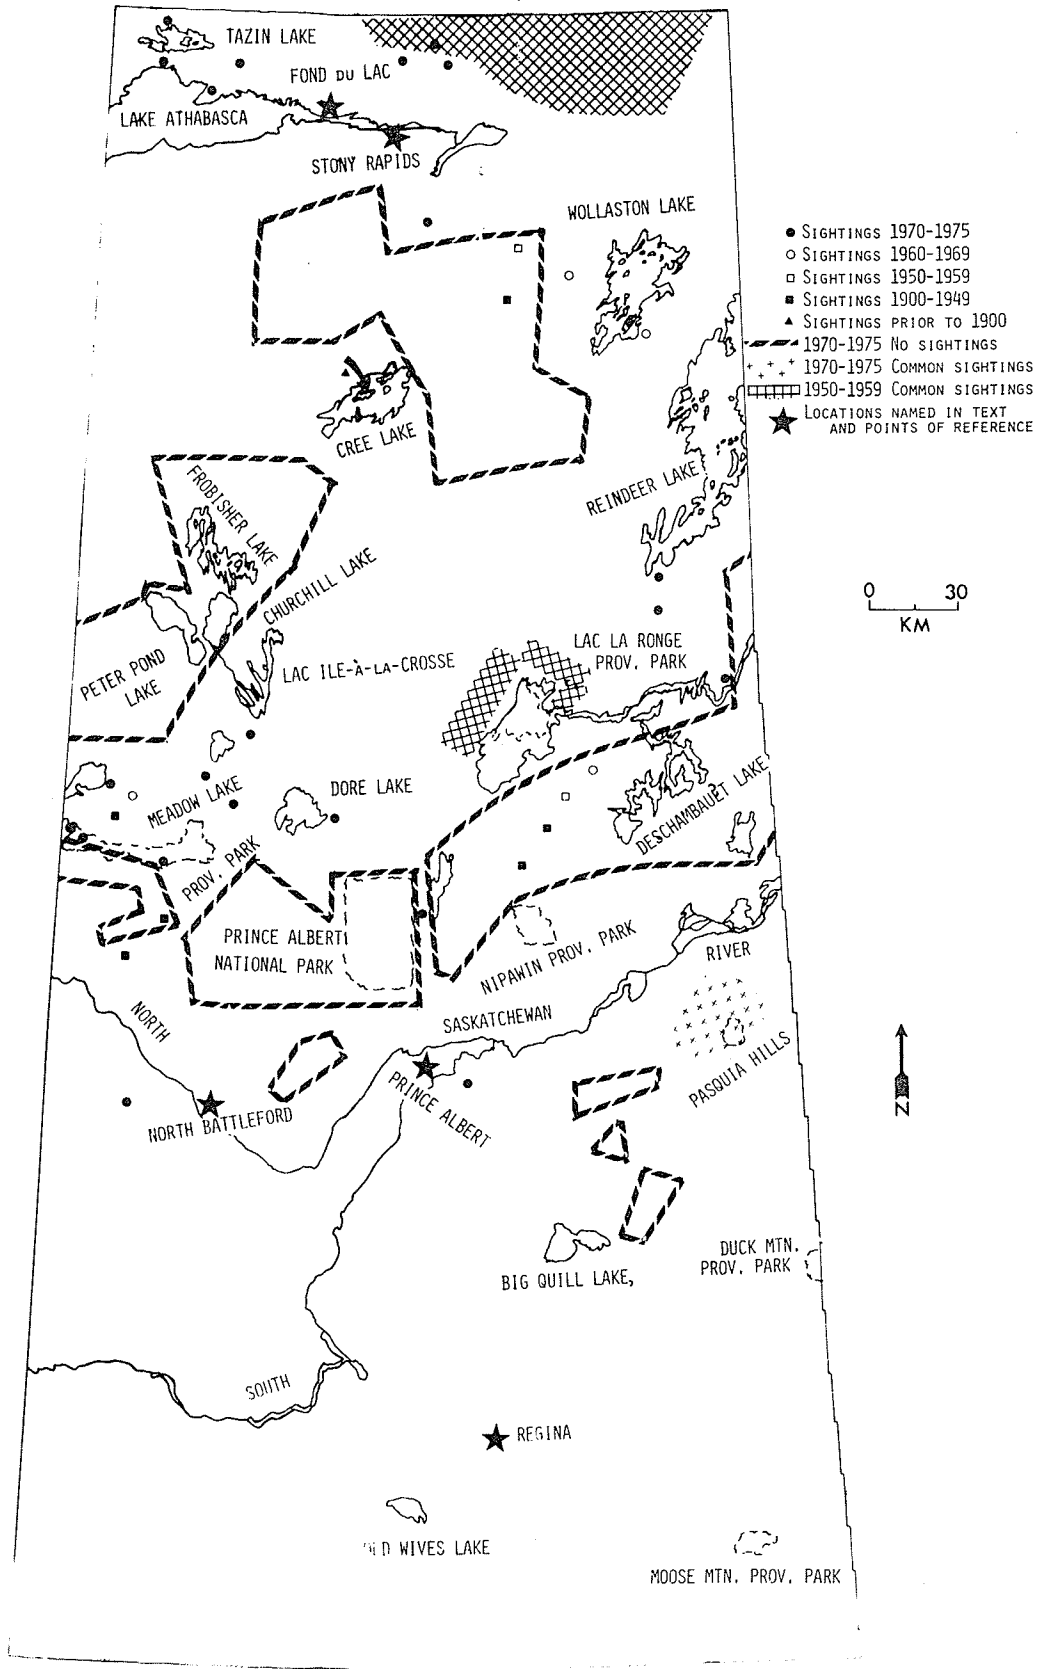 TAZIN LAKE
FOND DU LAC
LAKE ATHABASCA
STONY RAPIDS
WOLLASTON LAKE
● SIGHTINGS 1970-1975
○ SIGHTINGS 1960-1969
□ SIGHTINGS 1950-1959
■ SIGHTINGS 1900-1949
▲ SIGHTINGS PRIOR TO 1900
1970-1975 NO SIGHTINGS
1970-1975 COMMON SIGHTINGS
1950-1959 COMMON SIGHTINGS
★ LOCATIONS NAMED IN TEXT
AND POINTS OF REFERENCE
CREE LAKE
REINDEER LAKE
FROBISHER LAKE
CHURCHILL LAKE
0 30
KM
PETER POND
LAKE
LAC ILE-À-LA-CROSSE
LAC LA RONGE
PROV. PARK
MEADOW LAKE
PROV. PARK
DORE LAKE
DESCHAMBAULT LAKE
PRINCE ALBERT
NATIONAL PARK
NIPAWIN PROV. PARK
RIVER
NORTH
SASKATCHEWAN
PASQUIA HILLS
N
PRINCE ALBERT
NORTH BATTLEFORD
BIG QUILL LAKE,
DUCK MTN.
PROV. PARK
SOUTH
REGINA
OLD WIVES LAKE
MOOSE MTN. PROV. PARK